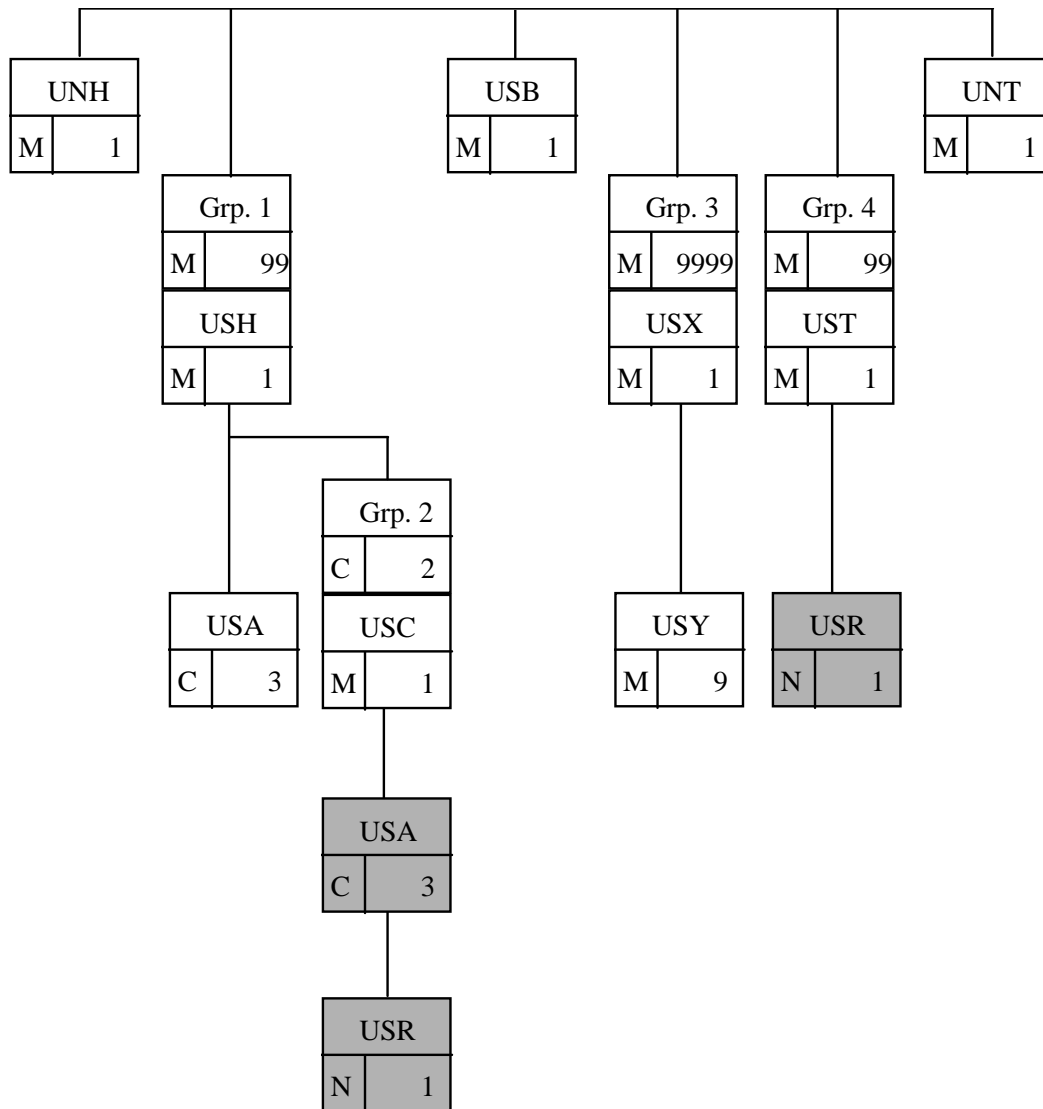 UNH
M 1
USB
M 1
UNT
M 1
Grp. 1
M 99
USH
M 1
Grp. 3
M 9999
USX
M 1
Grp. 4
M 99
UST
M 1
Grp. 2
C 2
USC
M 1
USA
C 3
USY
M 9
USR
N 1
USA
C 3
USR
N 1